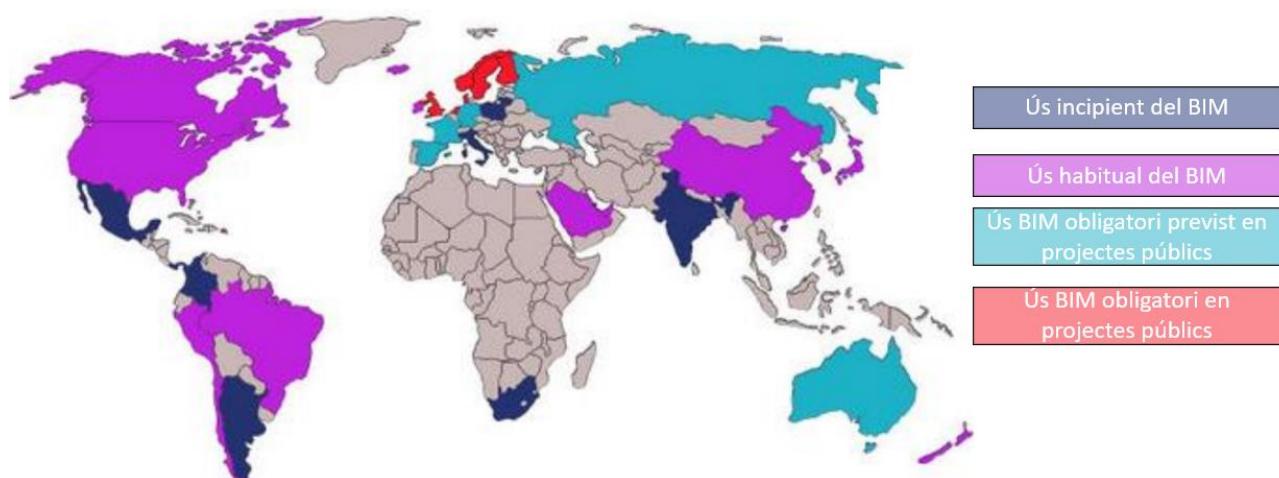 Ús incipient del BIM
Ús habitual del BIM
Ús BIM obligatori previst en
projectes públics
Ús BIM obligatori en
projectes públics